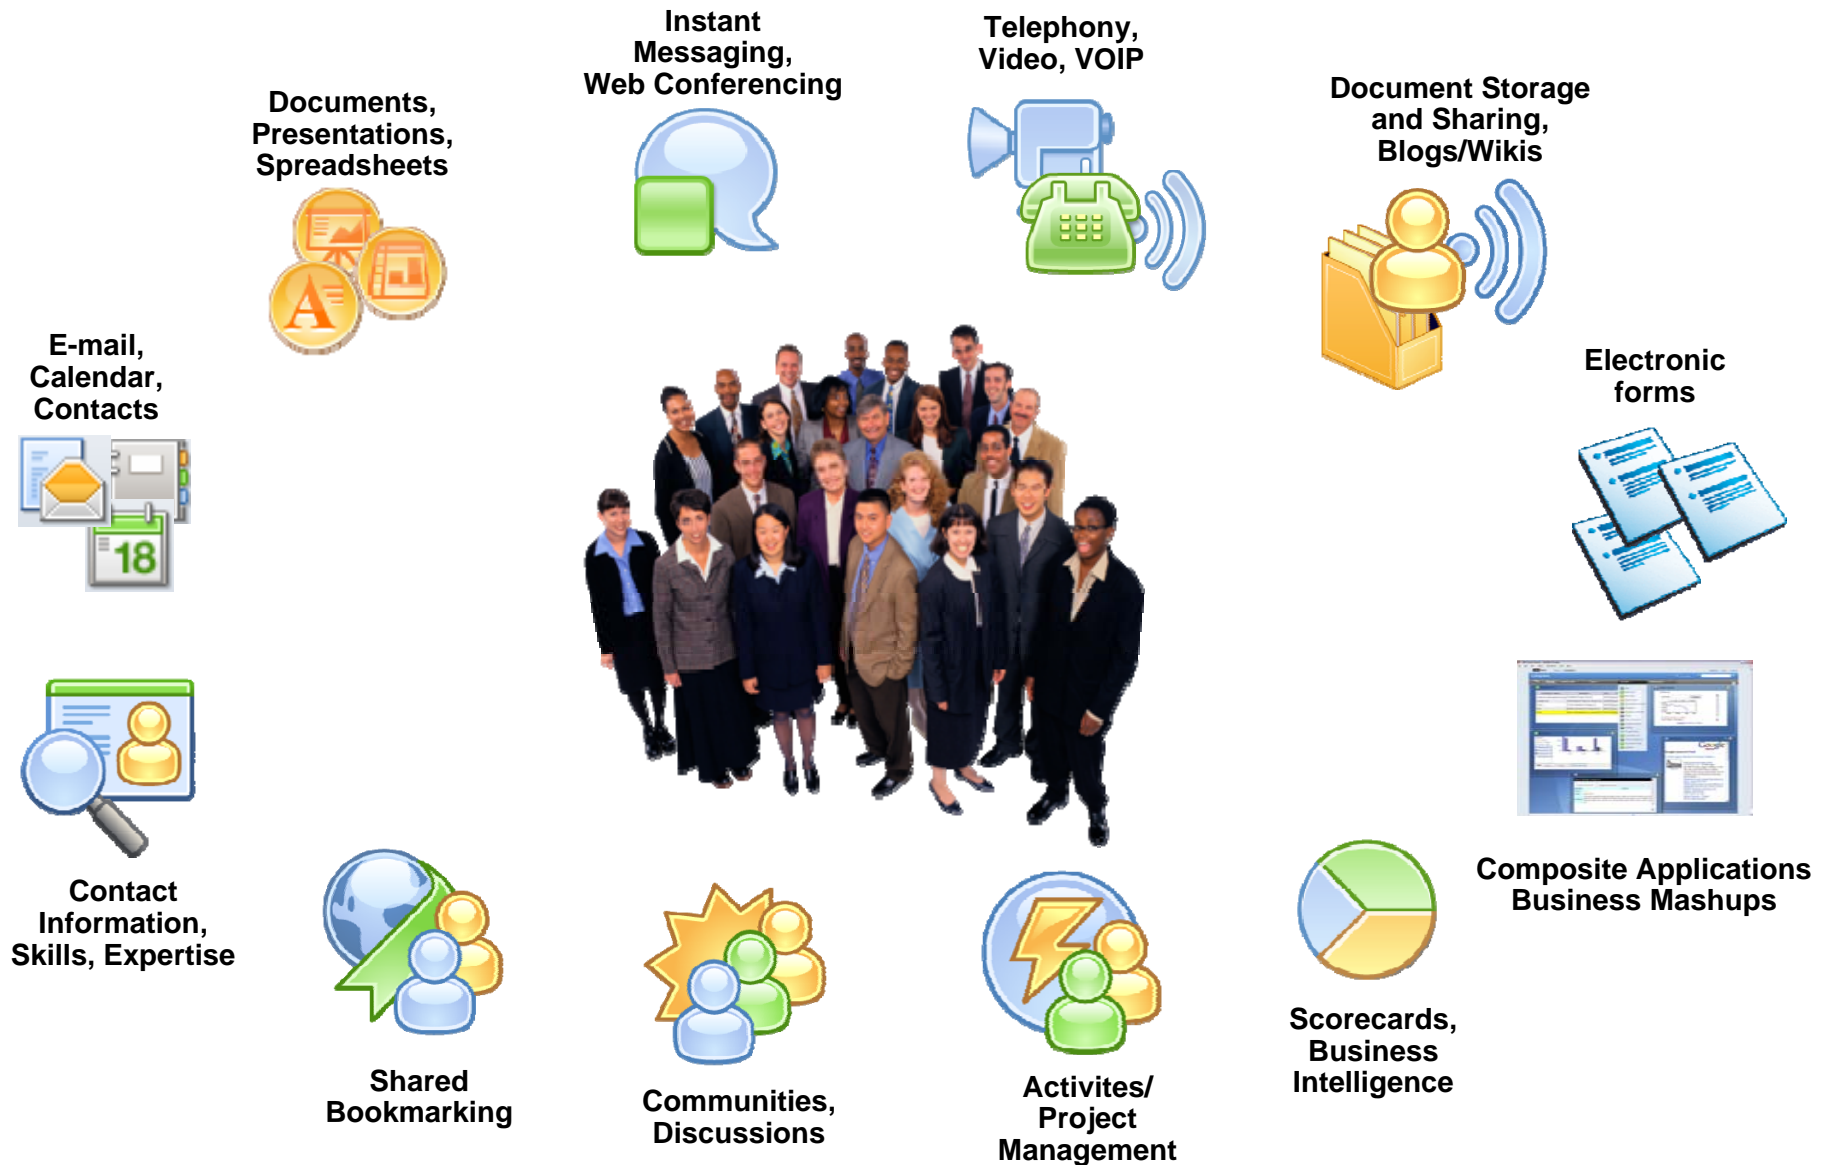 Instant
Messaging,
Web Conferencing
Telephony,
Video, VOIP
Document Storage
and Sharing,
Blogs/Wikis
Documents,
Presentations,
Spreadsheets
A
E-mail,
Calendar,
Contacts
18
Electronic
forms
Contact
Information,
Skills, Expertise
Composite Applications
Business Mashups
Shared
Bookmarking
Communities,
Discussions
Activites/
Project
Management
Scorecards,
Business
Intelligence